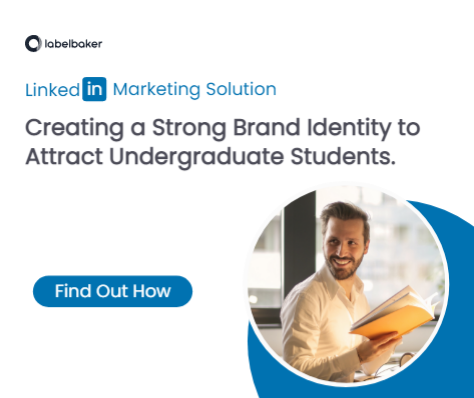 labelbaker
Linked in Marketing Solution
Creating a Strong Brand Identity to
Attract Undergraduate Students.
Find Out How